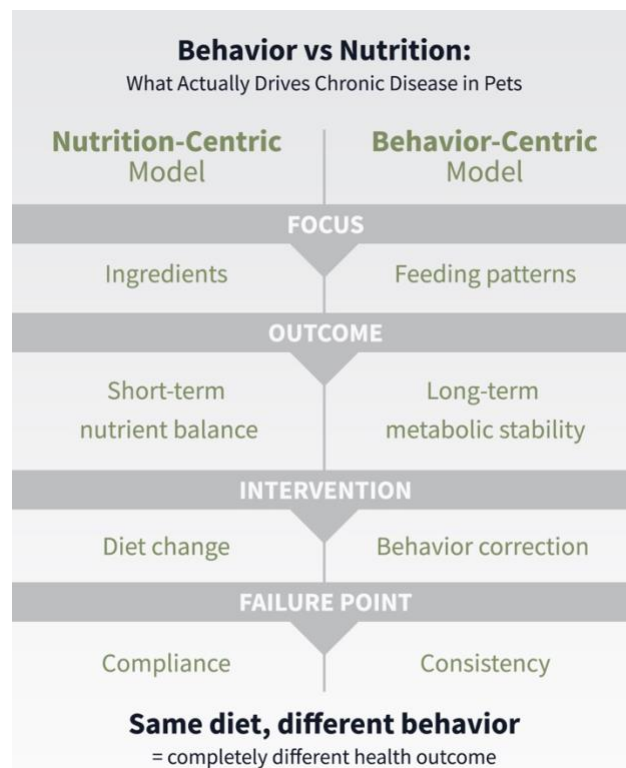 Behavior vs Nutrition:
What Actually Drives Chronic Disease in Pets
Nutrition-Centric
Model
Behavior-Centric
Model
FOCUS
Ingredients
Feeding patterns
OUTCOME
Short-term
nutrient balance
Long-term
metabolic stability
INTERVENTION
Diet change
Behavior correction
FAILURE POINT
Compliance
Consistency
Same diet, different behavior
= completely different health outcome